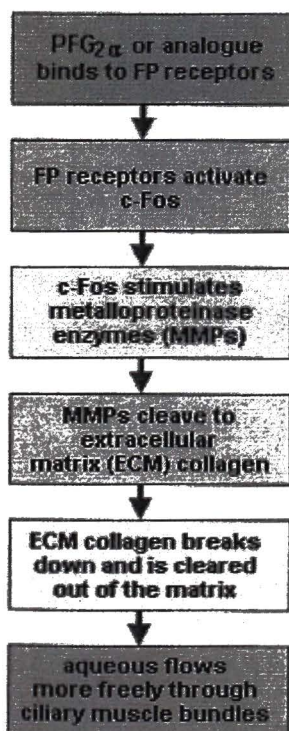 PFG2α or analogue
binds to FP receptors
FP receptors activate
c-Fos
c-Fos stimulates
metalloproteinase
enzymes (MMPs)
MMPs cleave to
extracellular
matrix (ECM) collagen
ECM collagen breaks
down and is cleared
out of the matrix
aqueous flows
more freely through
ciliary muscle bundles